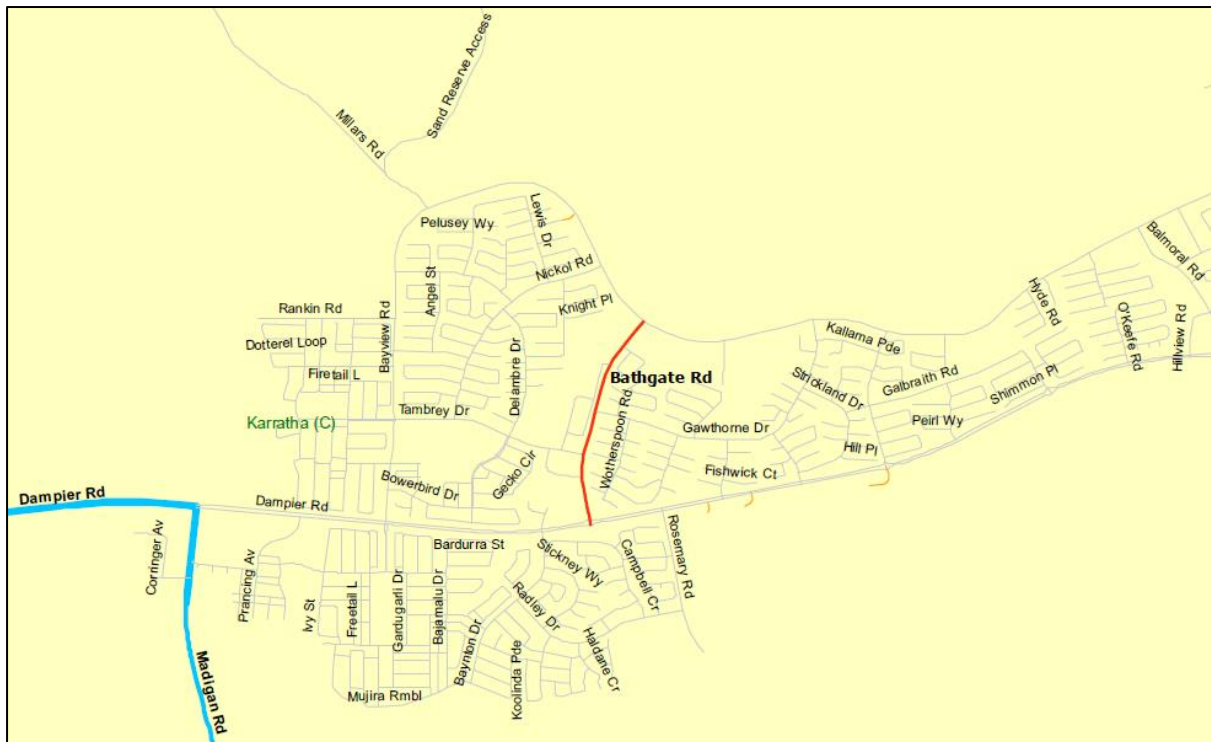 Sand Reserve Access
Millars Rd
Lewis Dr
Pelusey Wy
Balmoral Rd
Nickol Rd
Angel St
Hyde Rd
Knight Pl
Rankin Rd
O'Keefe Rd
Hillview Rd
Bayview Rd
Kallama Pde
Dotterel Loop
Delambre Dr
Firetail L
Bathgate Rd
Strickland Dr
Galbraith Rd
Shimmon Pl
Tambrey Dr
Wotherspoon Rd
Karratha (C)
Gawthorne Dr
Peirl Wy
Hill Pl
Gecko Cir
Fishwick Ct
Bowerbird Dr
Dampier Rd
Dampier Rd
Rosemary Rd
Corringer Av
Bardurra St
Stickney Wy
Campbell Cr
Prancing Av
Ivy St
Freetail L
Gardugarli Dr
Bajamalu Dr
Radley Dr
Baynton Dr
Haldane Cr
Koolinda Pde
Madigan Rd
Mujira Rmbl